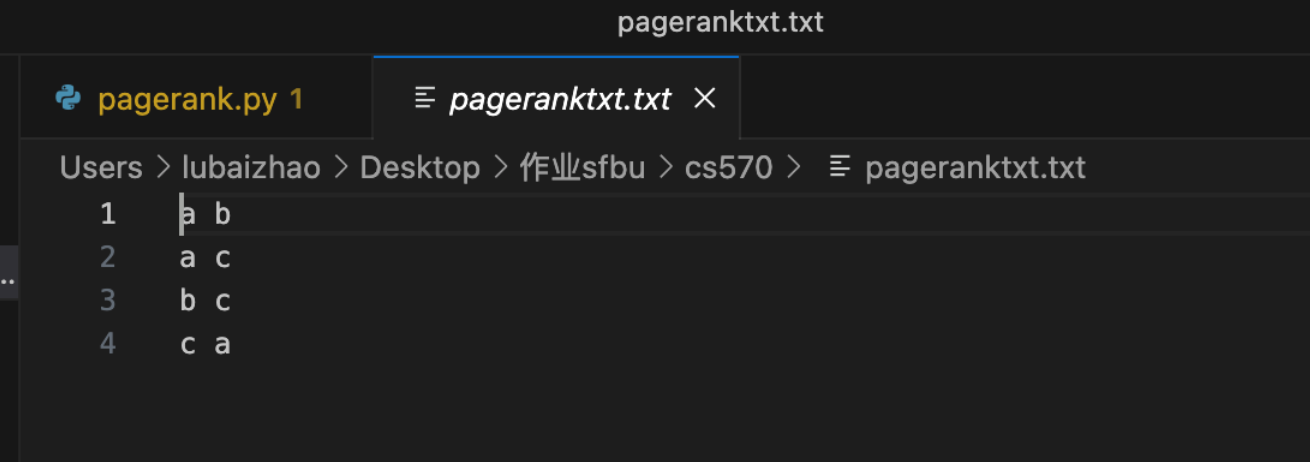 pageranktxt.txt
pagerank.py 1
pageranktxt.txt
Users > lubaizhao > Desktop > 作业sfbu > cs570 > pageranktxt.txt
1 a b
2 a c
3 b c
4 c a